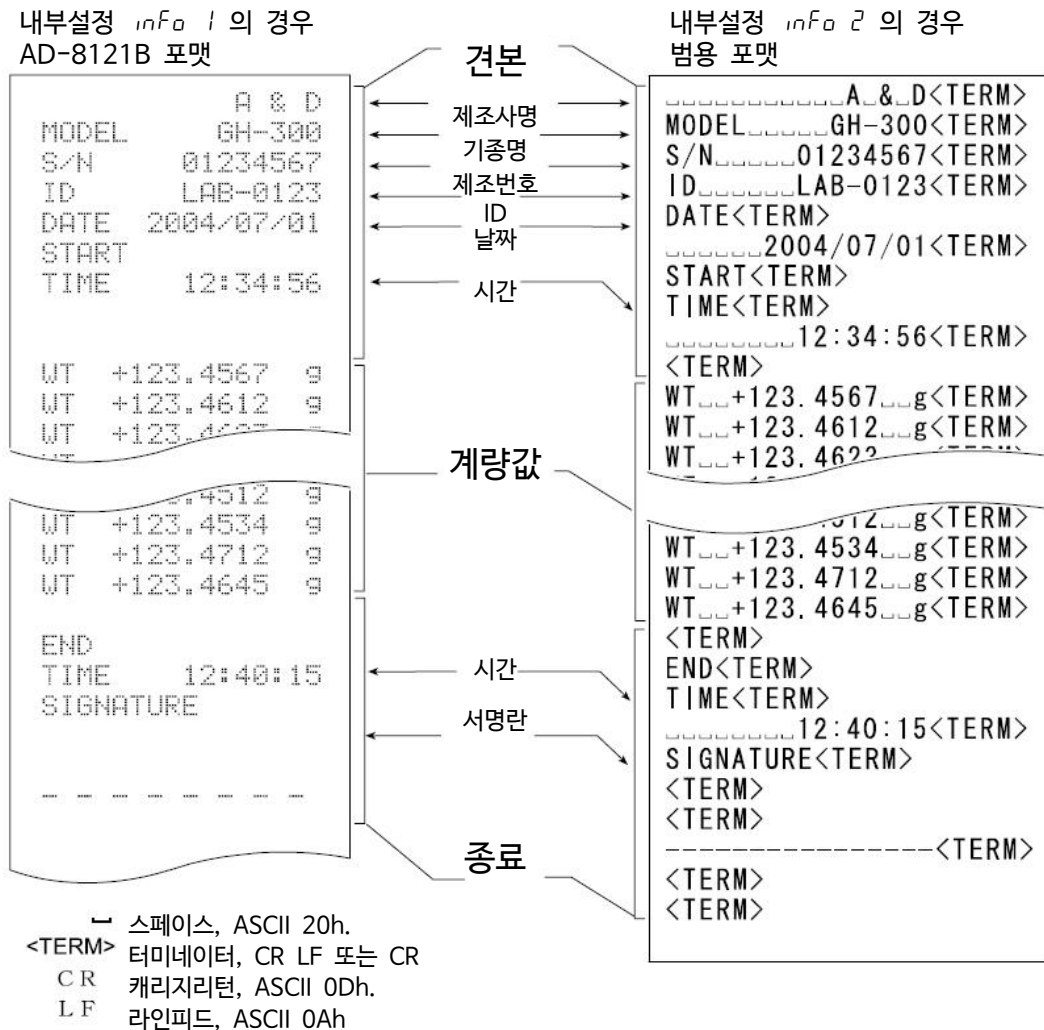 내부설정 inFo 1 의 경우
AD-8121B 포맷
A & D
MODEL GH-300
S/N 01234567
ID LAB-0123
DATE 2004/07/01
START
TIME 12:34:56
WT +123.4567 g
WT +123.4612 g
WT
WT +123.4534 g
WT +123.4712 g
WT +123.4645 g
END
TIME 12:40:15
SIGNATURE
- - - - - - - -
견본
제조사명
기종명
제조번호
ID
날짜
시간
계량값
시간
서명란
종료
내부설정 inFo 2 의 경우
범용 포맷
␣␣␣␣␣␣␣␣␣␣␣A␣&␣D<TERM>
MODEL␣␣␣␣␣GH-300<TERM>
S/N␣␣␣␣␣01234567<TERM>
ID␣␣␣␣␣␣LAB-0123<TERM>
DATE<TERM>
␣␣␣␣␣␣2004/07/01<TERM>
START<TERM>
TIME<TERM>
␣␣␣␣␣␣␣␣12:34:56<TERM>
<TERM>
WT␣␣+123.4567␣␣g<TERM>
WT␣␣+123.4612␣␣g<TERM>
WT␣␣+123.4623
␣␣g<TERM>
WT␣␣+123.4534␣␣g<TERM>
WT␣␣+123.4712␣␣g<TERM>
WT␣␣+123.4645␣␣g<TERM>
<TERM>
END<TERM>
TIME<TERM>
␣␣␣␣␣␣␣␣12:40:15<TERM>
SIGNATURE<TERM>
<TERM>
<TERM>
----------------<TERM>
<TERM>
<TERM>
␣ 스페이스, ASCII 20h.
<TERM> 터미네이터, CR LF 또는 CR
CR 캐리지리턴, ASCII 0Dh.
LF 라인피드, ASCII 0Ah